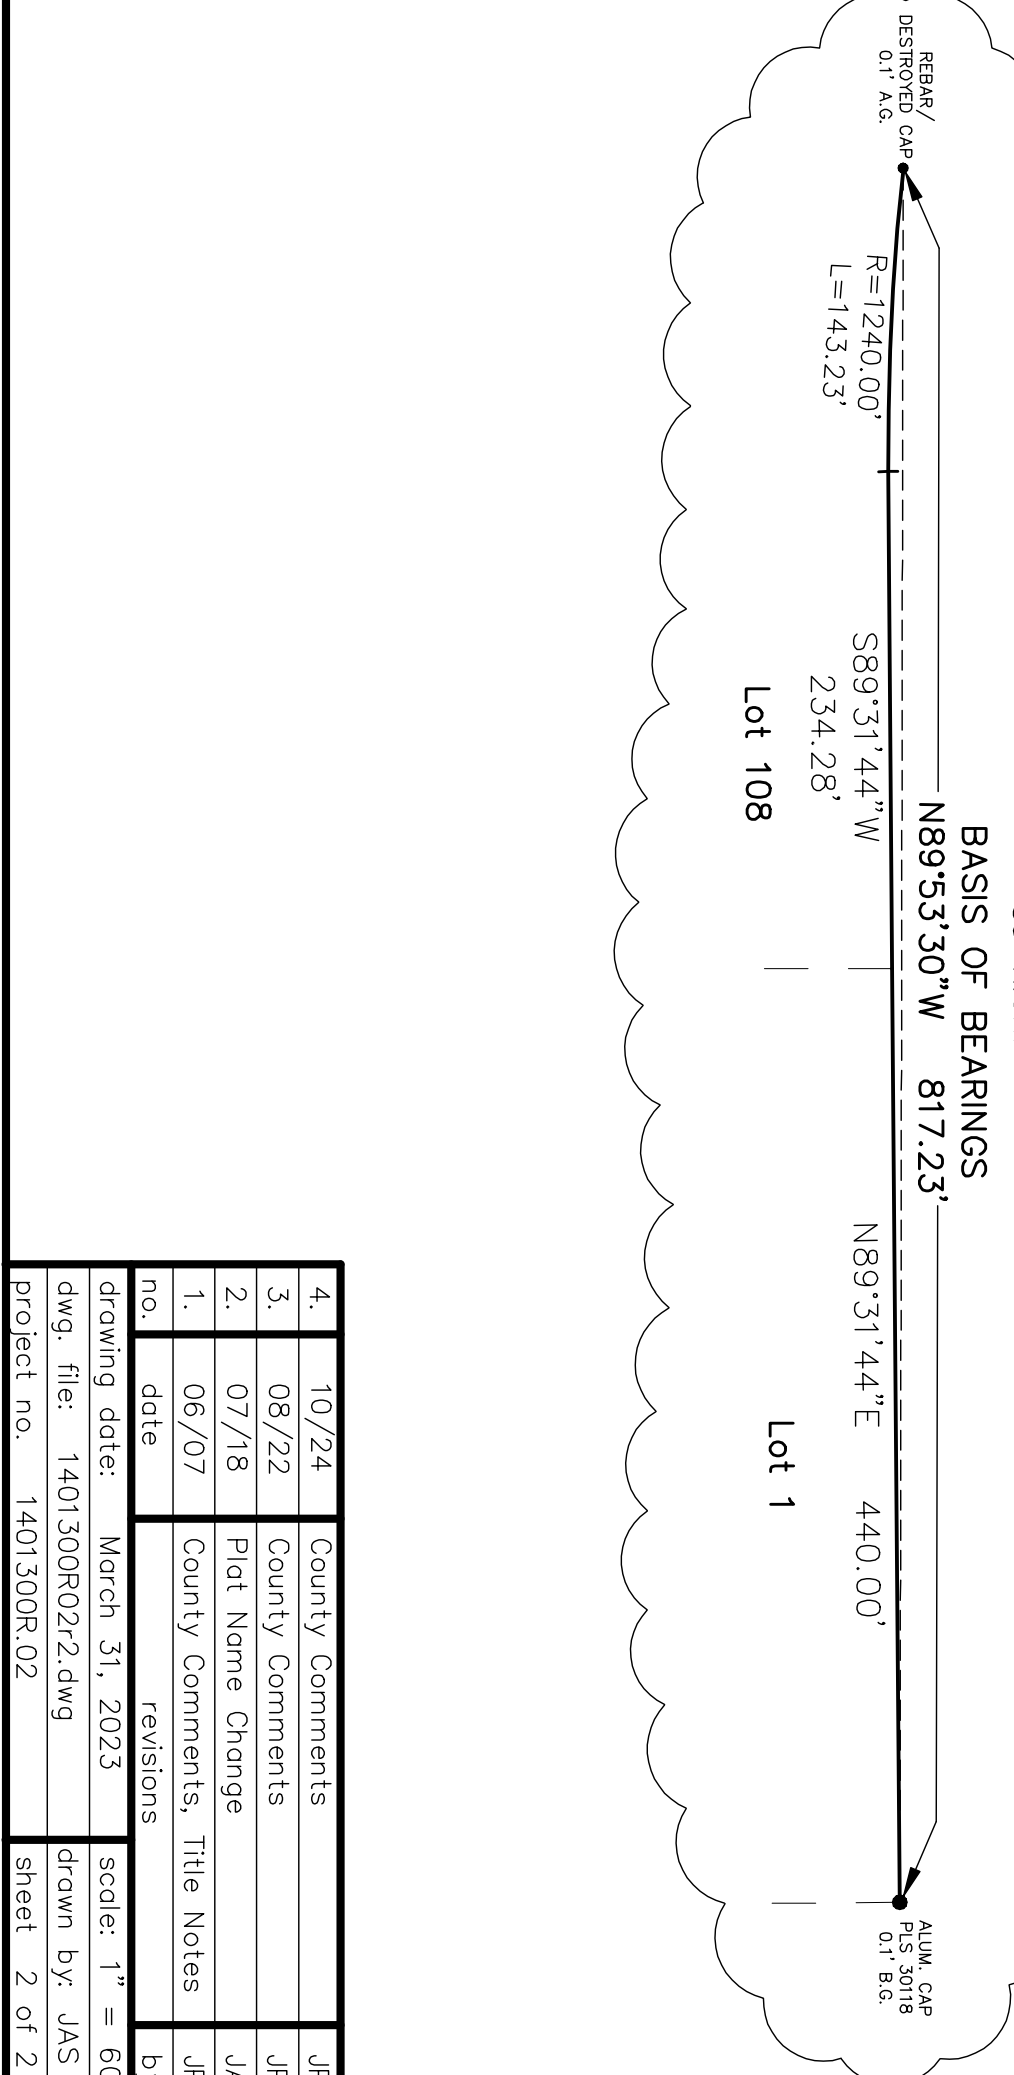 BASIS OF BEARINGS
N89°53'30"W 817.23'
REBAR/
DESTROYED CAP
0.1' A.G.
R=1240.00'
L=143.23'
S89°31'44"W
234.28'
Lot 108
N89°31'44"E 440.00'
Lot 1
ALUM. CAP
PLS 30118
0.1' B.G.
4. 10/24 County Comments
3. 08/22 County Comments
2. 07/18 Plat Name Change
1. 06/07 County Comments, Title Notes
no. date revisions
drawing date: March 31, 2023 scale: 1" =
dwg. file: 1401300R02r2.dwg drawn by: JAS
project no. 1401300R.02 sheet 2 of 2